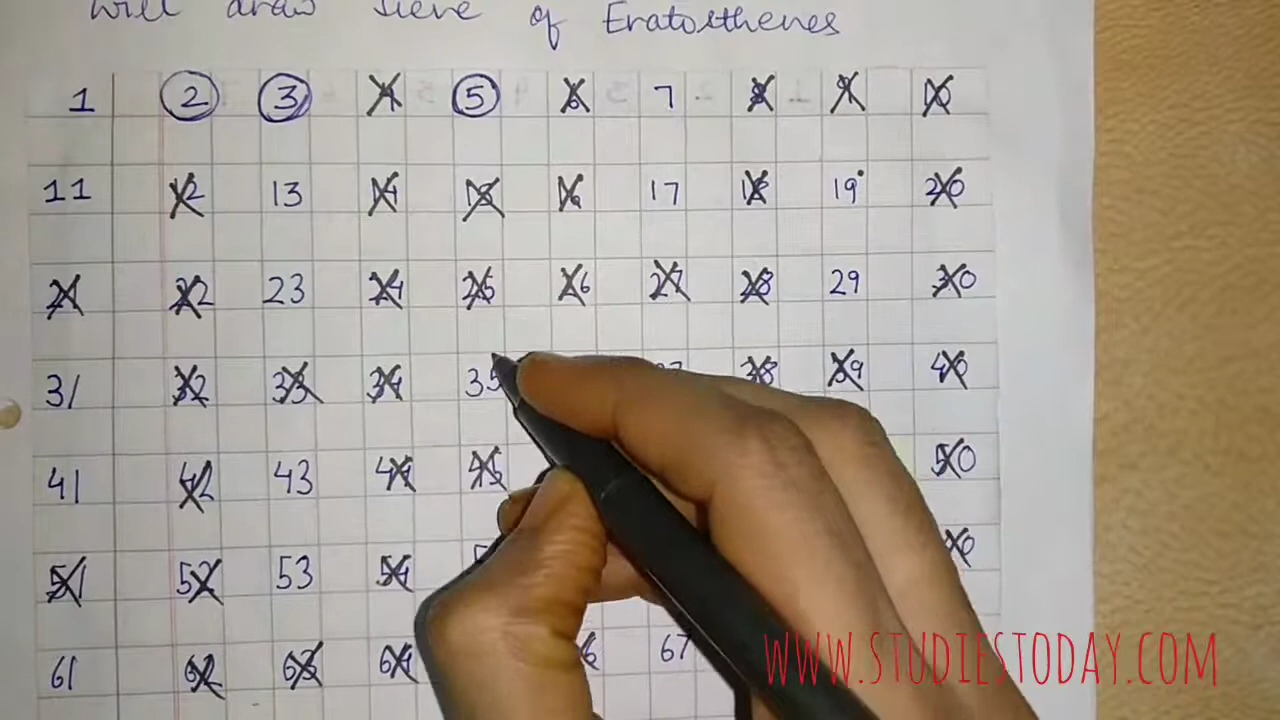 will draw sieve of Eratosthenes
1 2 3 4 5 6 7 8 9 10
11 12 13 14 15 16 17 18 19 20
21 22 23 24 25 26 27 28 29 30
31 32 33 34 35 38 39 40
41 42 43 44 45 50
51 52 53 54
61 62 63 64 67
WWW.STUDIESTODAY.COM